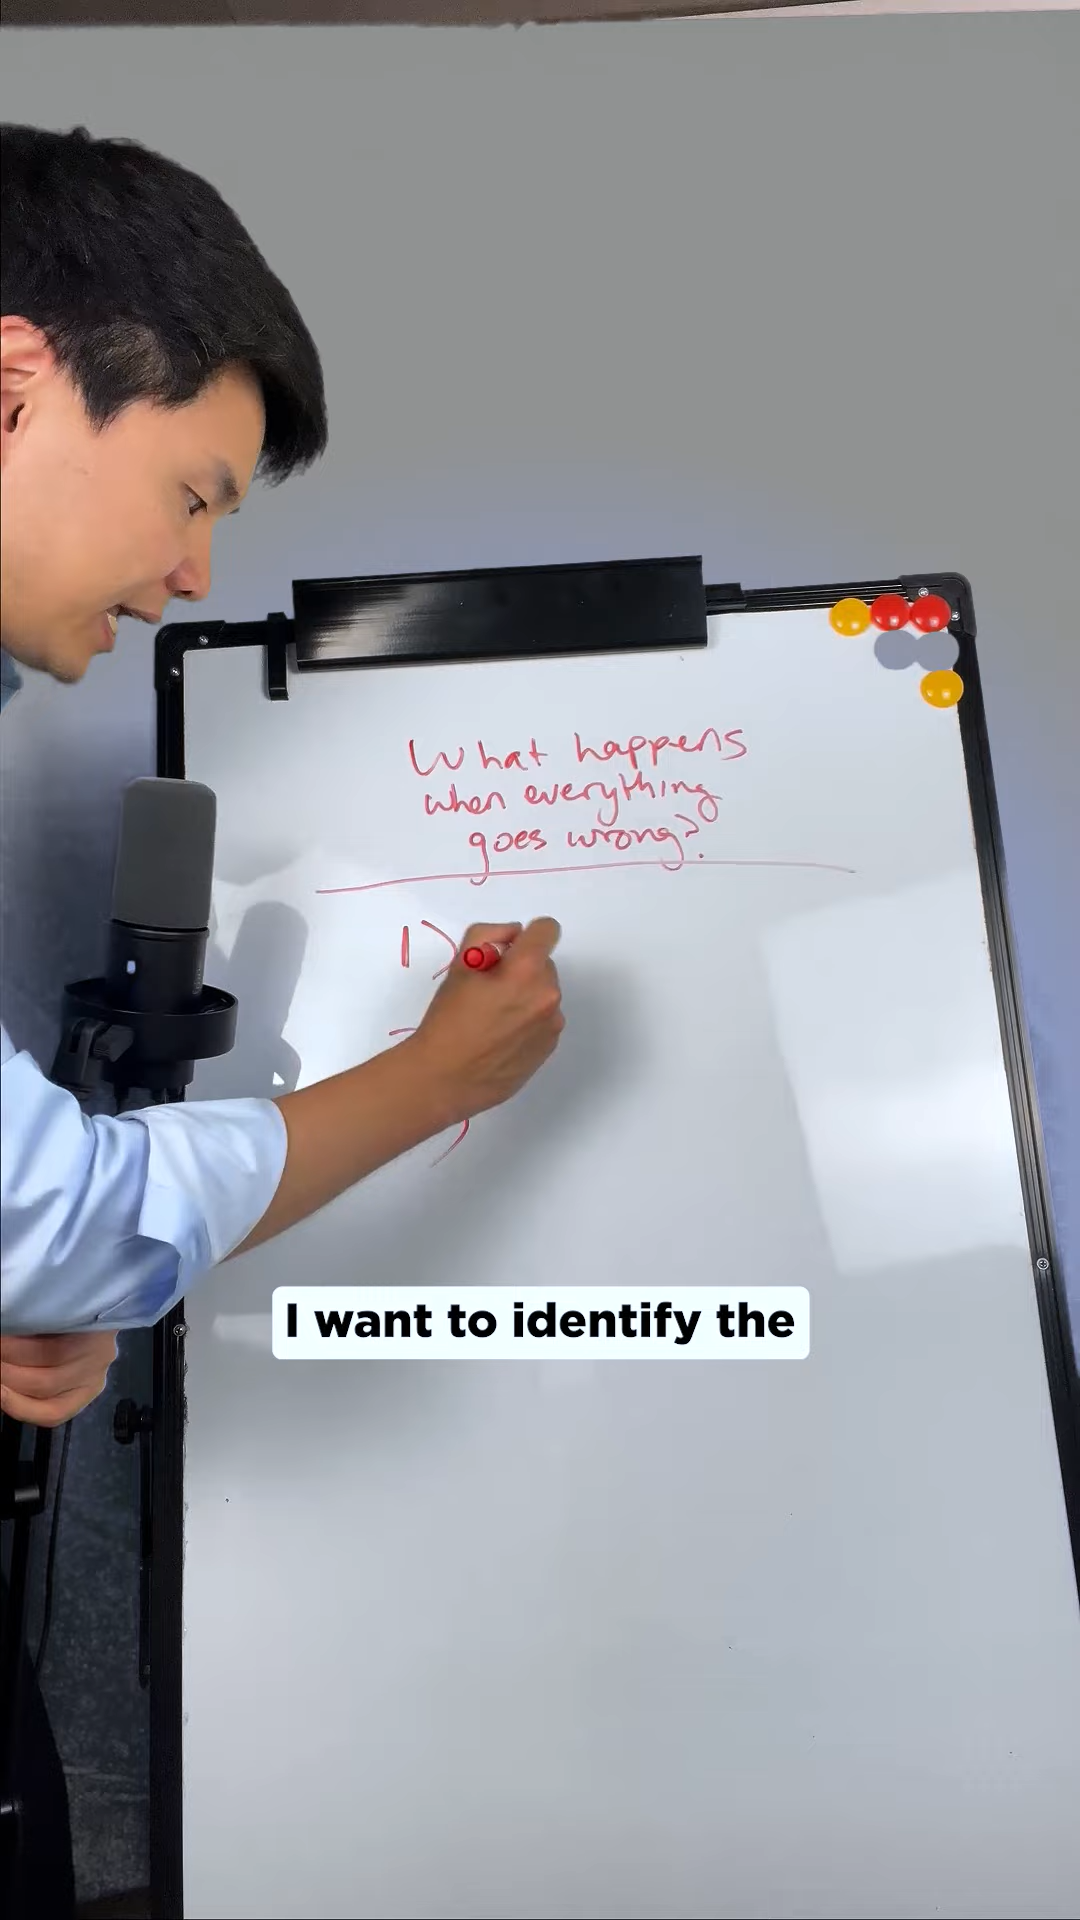 What happens
when everything
goes wrong?
1)
)
I want to identify the